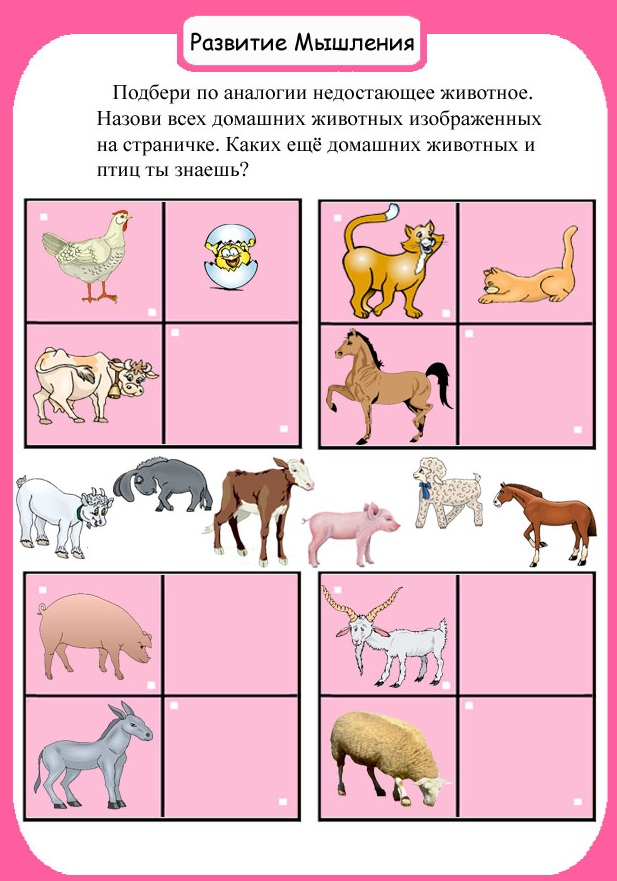 Развитие Мышления
Подбери по аналогии недостающее животное.
Назови всех домашних животных изображенных
на страничке. Каких ещё домашних животных и
птиц ты знаешь?